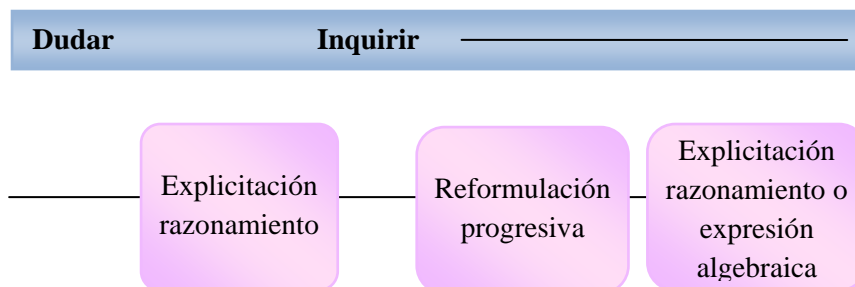 Dudar Inquirir
Explicitación
razonamiento
Reformulación
progresiva
Explicitación
razonamiento o
expresión
algebraica